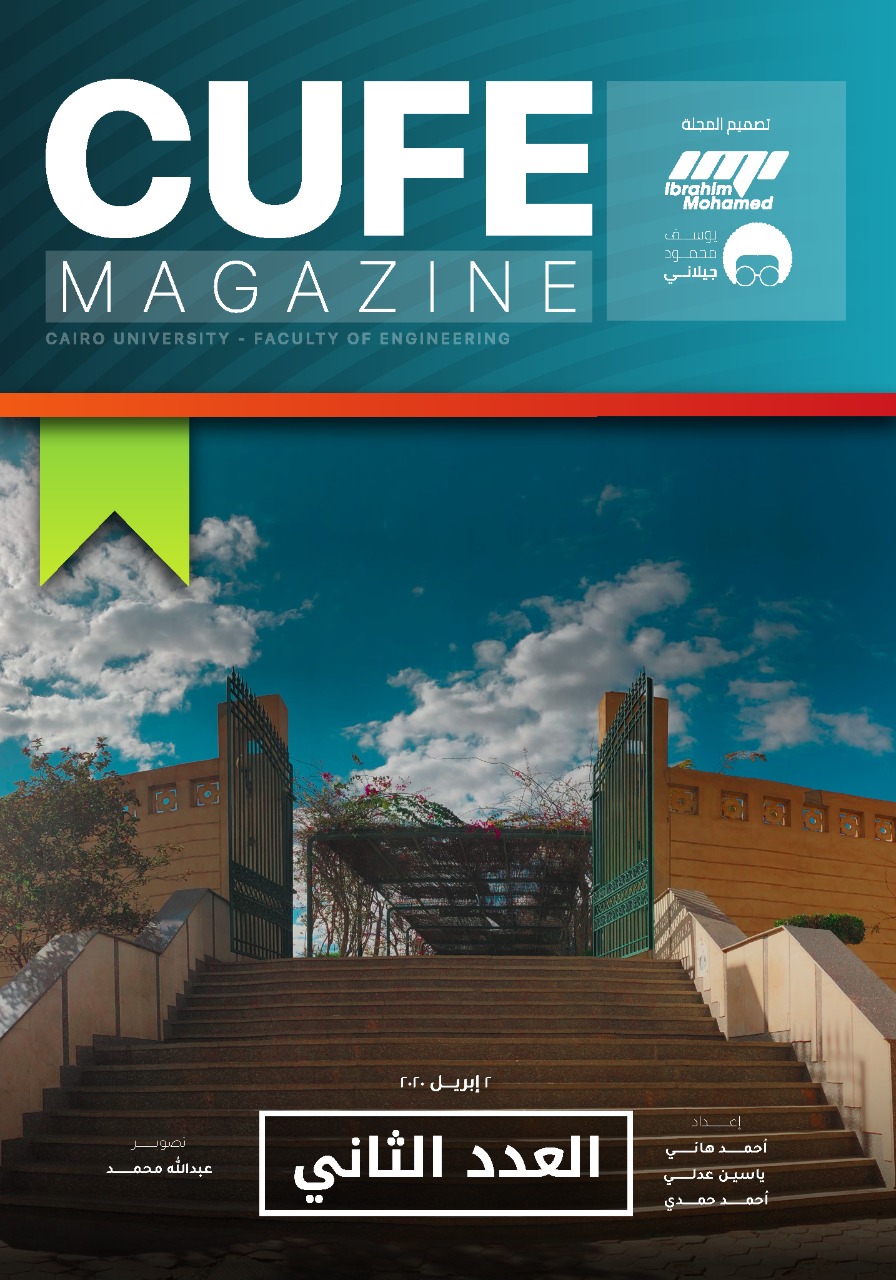 CUFE
MAGAZINE
CAIRO UNIVERSITY - FACULTY OF ENGINEERING
تصميم المجلة
Ibrahim
Mohamed
يوسف
محمود
جيلاني
٢ إبريل ٢٠٢٠
العدد الثاني
إعداد
أحمد هاني
ياسين عدلي
أحمد حمدي
تصوير
عبدالله محمد